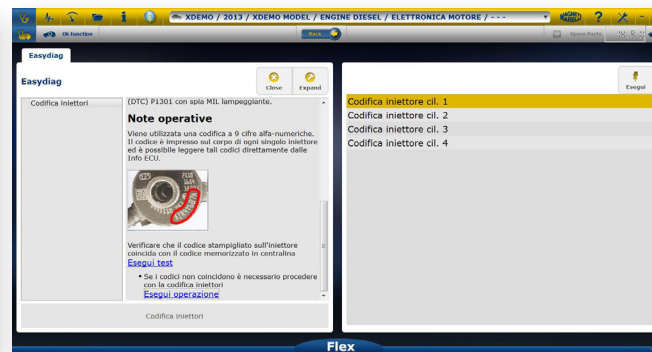 XDEMO / 2013 / XDEMO MODEL / ENGINE DIESEL / ELETTRONICA MOTORE / - - -
MAGNETI
MARELLI
?
Ok function
Back
Spare Parts
Easydiag
Easydiag
Close
Expand
Esegui
Codifica Iniettori
(DTC) P1301 con spia MIL lampeggiante.
Note operative
Viene utilizzata una codifica a 9 cifre alfa-numeriche.
Il codice è impresso sul corpo di ogni singolo iniettore
ed è possibile leggere tali codici direttamente dalle
Info ECU.
Verificare che il codice stampigliato sull'iniettore
coincida con il codice memorizzato in centralina
Esegui test
• Se i codici non coincidono è necessario procedere
con la codifica iniettori
Esegui operazione
Codifica Iniettori
Codifica iniettore cil. 1
Codifica iniettore cil. 2
Codifica iniettore cil. 3
Codifica iniettore cil. 4
Flex